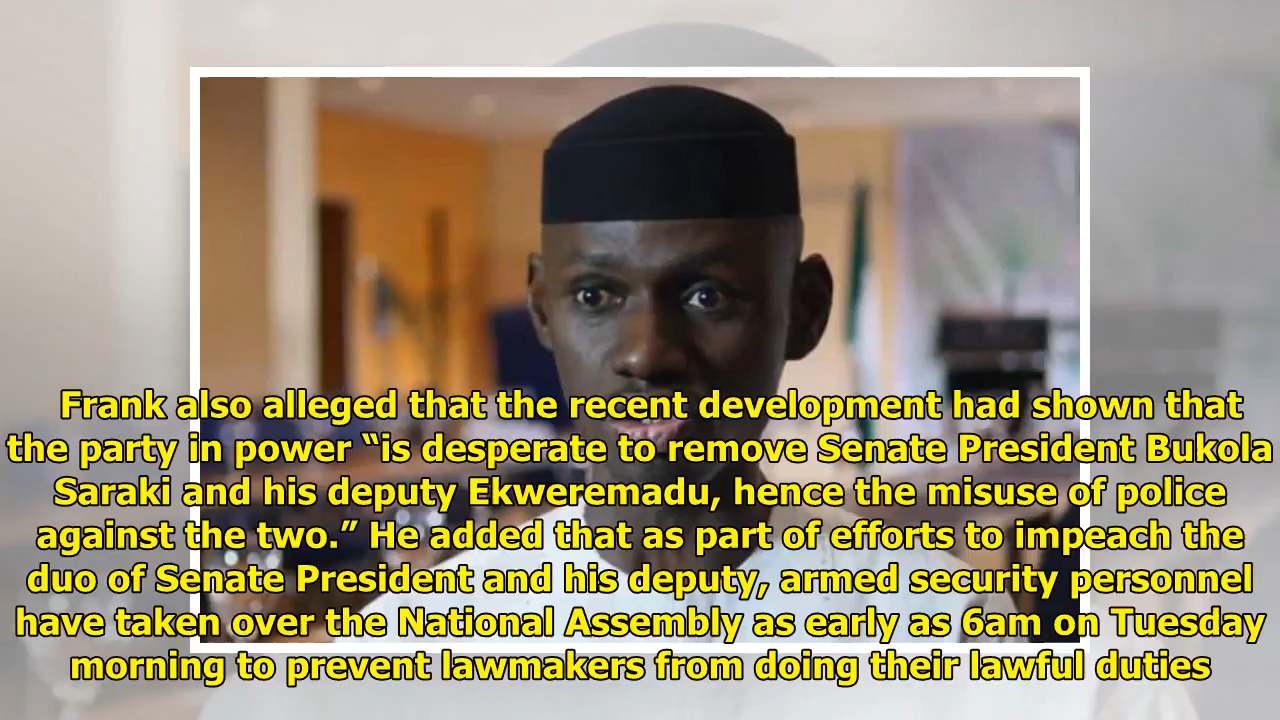 Frank also alleged that the recent development had shown that
the party in power “is desperate to remove Senate President Bukola
Saraki and his deputy Ekweremadu, hence the misuse of police
against the two.” He added that as part of efforts to impeach the
duo of Senate President and his deputy, armed security personnel
have taken over the National Assembly as early as 6am on Tuesday
morning to prevent lawmakers from doing their lawful duties